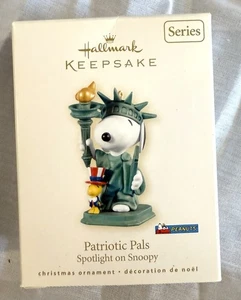 Hallmark
KEEPSAKE
Series
PEANUTS
Patriotic Pals
Spotlight on Snoopy
christmas ornament • décoration de noël